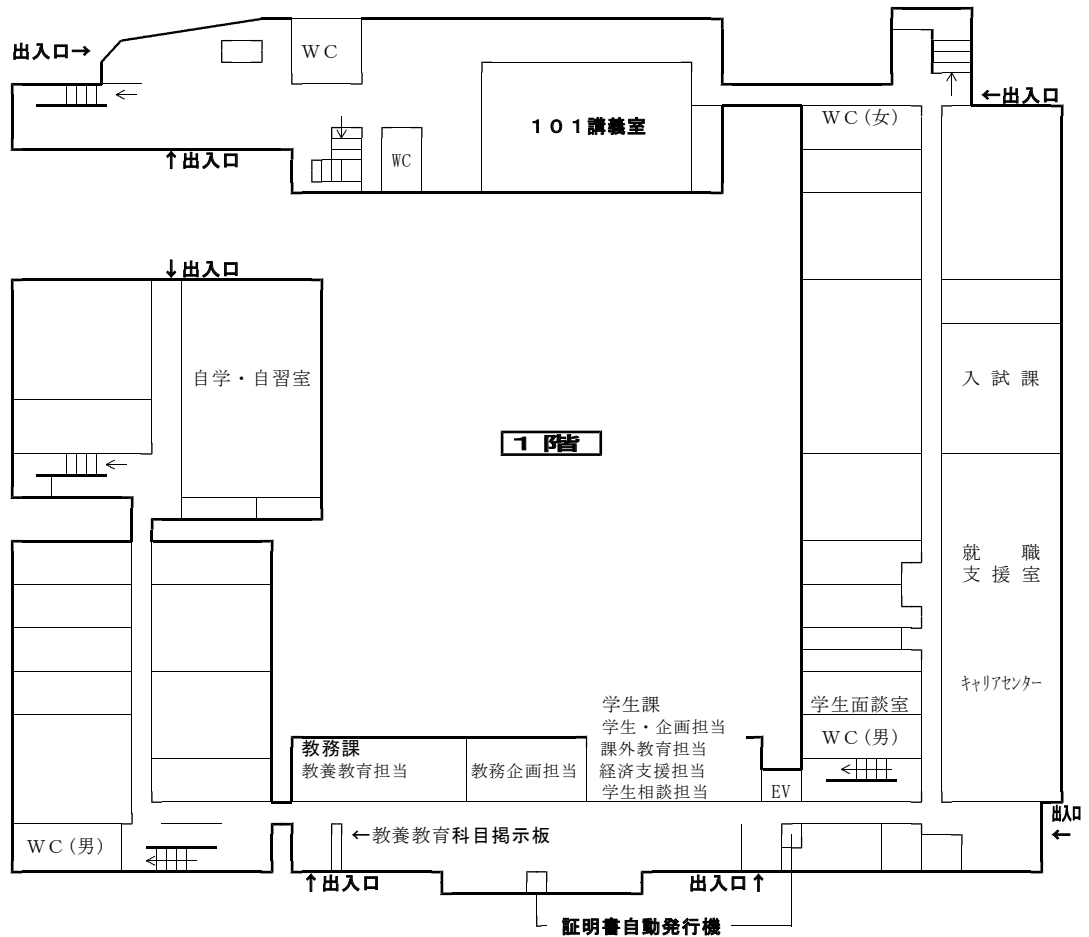 出入口→
ＷＣ
１０１講義室
ＷＣ（女）
←出入口
WC
↑出入口
↓出入口
自学・自習室
入 試 課
１階
就 職
支 援 室
ｷｬﾘｱｾﾝﾀｰ
学生課
学生・企画担当
課外教育担当
経済支援担当
学生相談担当
学生面談室
ＷＣ（男）
教務課
教養教育担当
教務企画担当
EV
出入口
←
←教養教育科目掲示板
ＷＣ（男）
↑出入口
出入口↑
証明書自動発行機